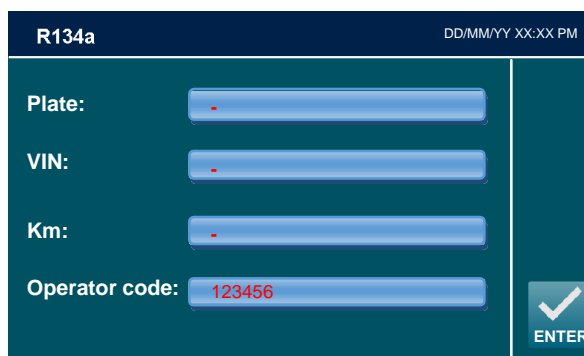 R134a DD/MM/YY XX:XX PM
Plate: -
VIN: -
Km: -
Operator code: 123456
ENTER